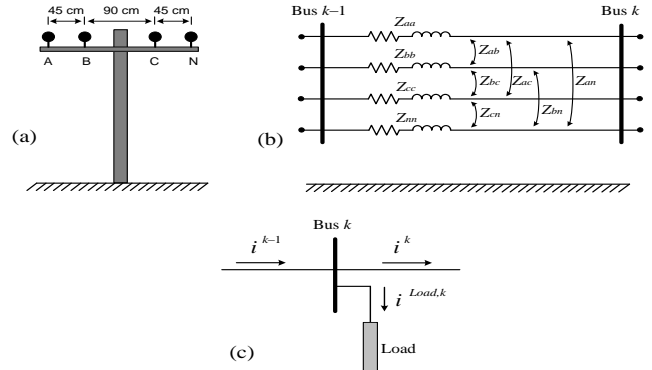 45 cm 90 cm 45 cm
A B C N
(a)
Bus k–1
Bus k
Zaa
Zbb
Zcc
Znn
Zab
Zbc
Zac
Zan
Zcn
Zbn
(b)
Bus k
i k–1
i k
i Load,k
Load
(c)